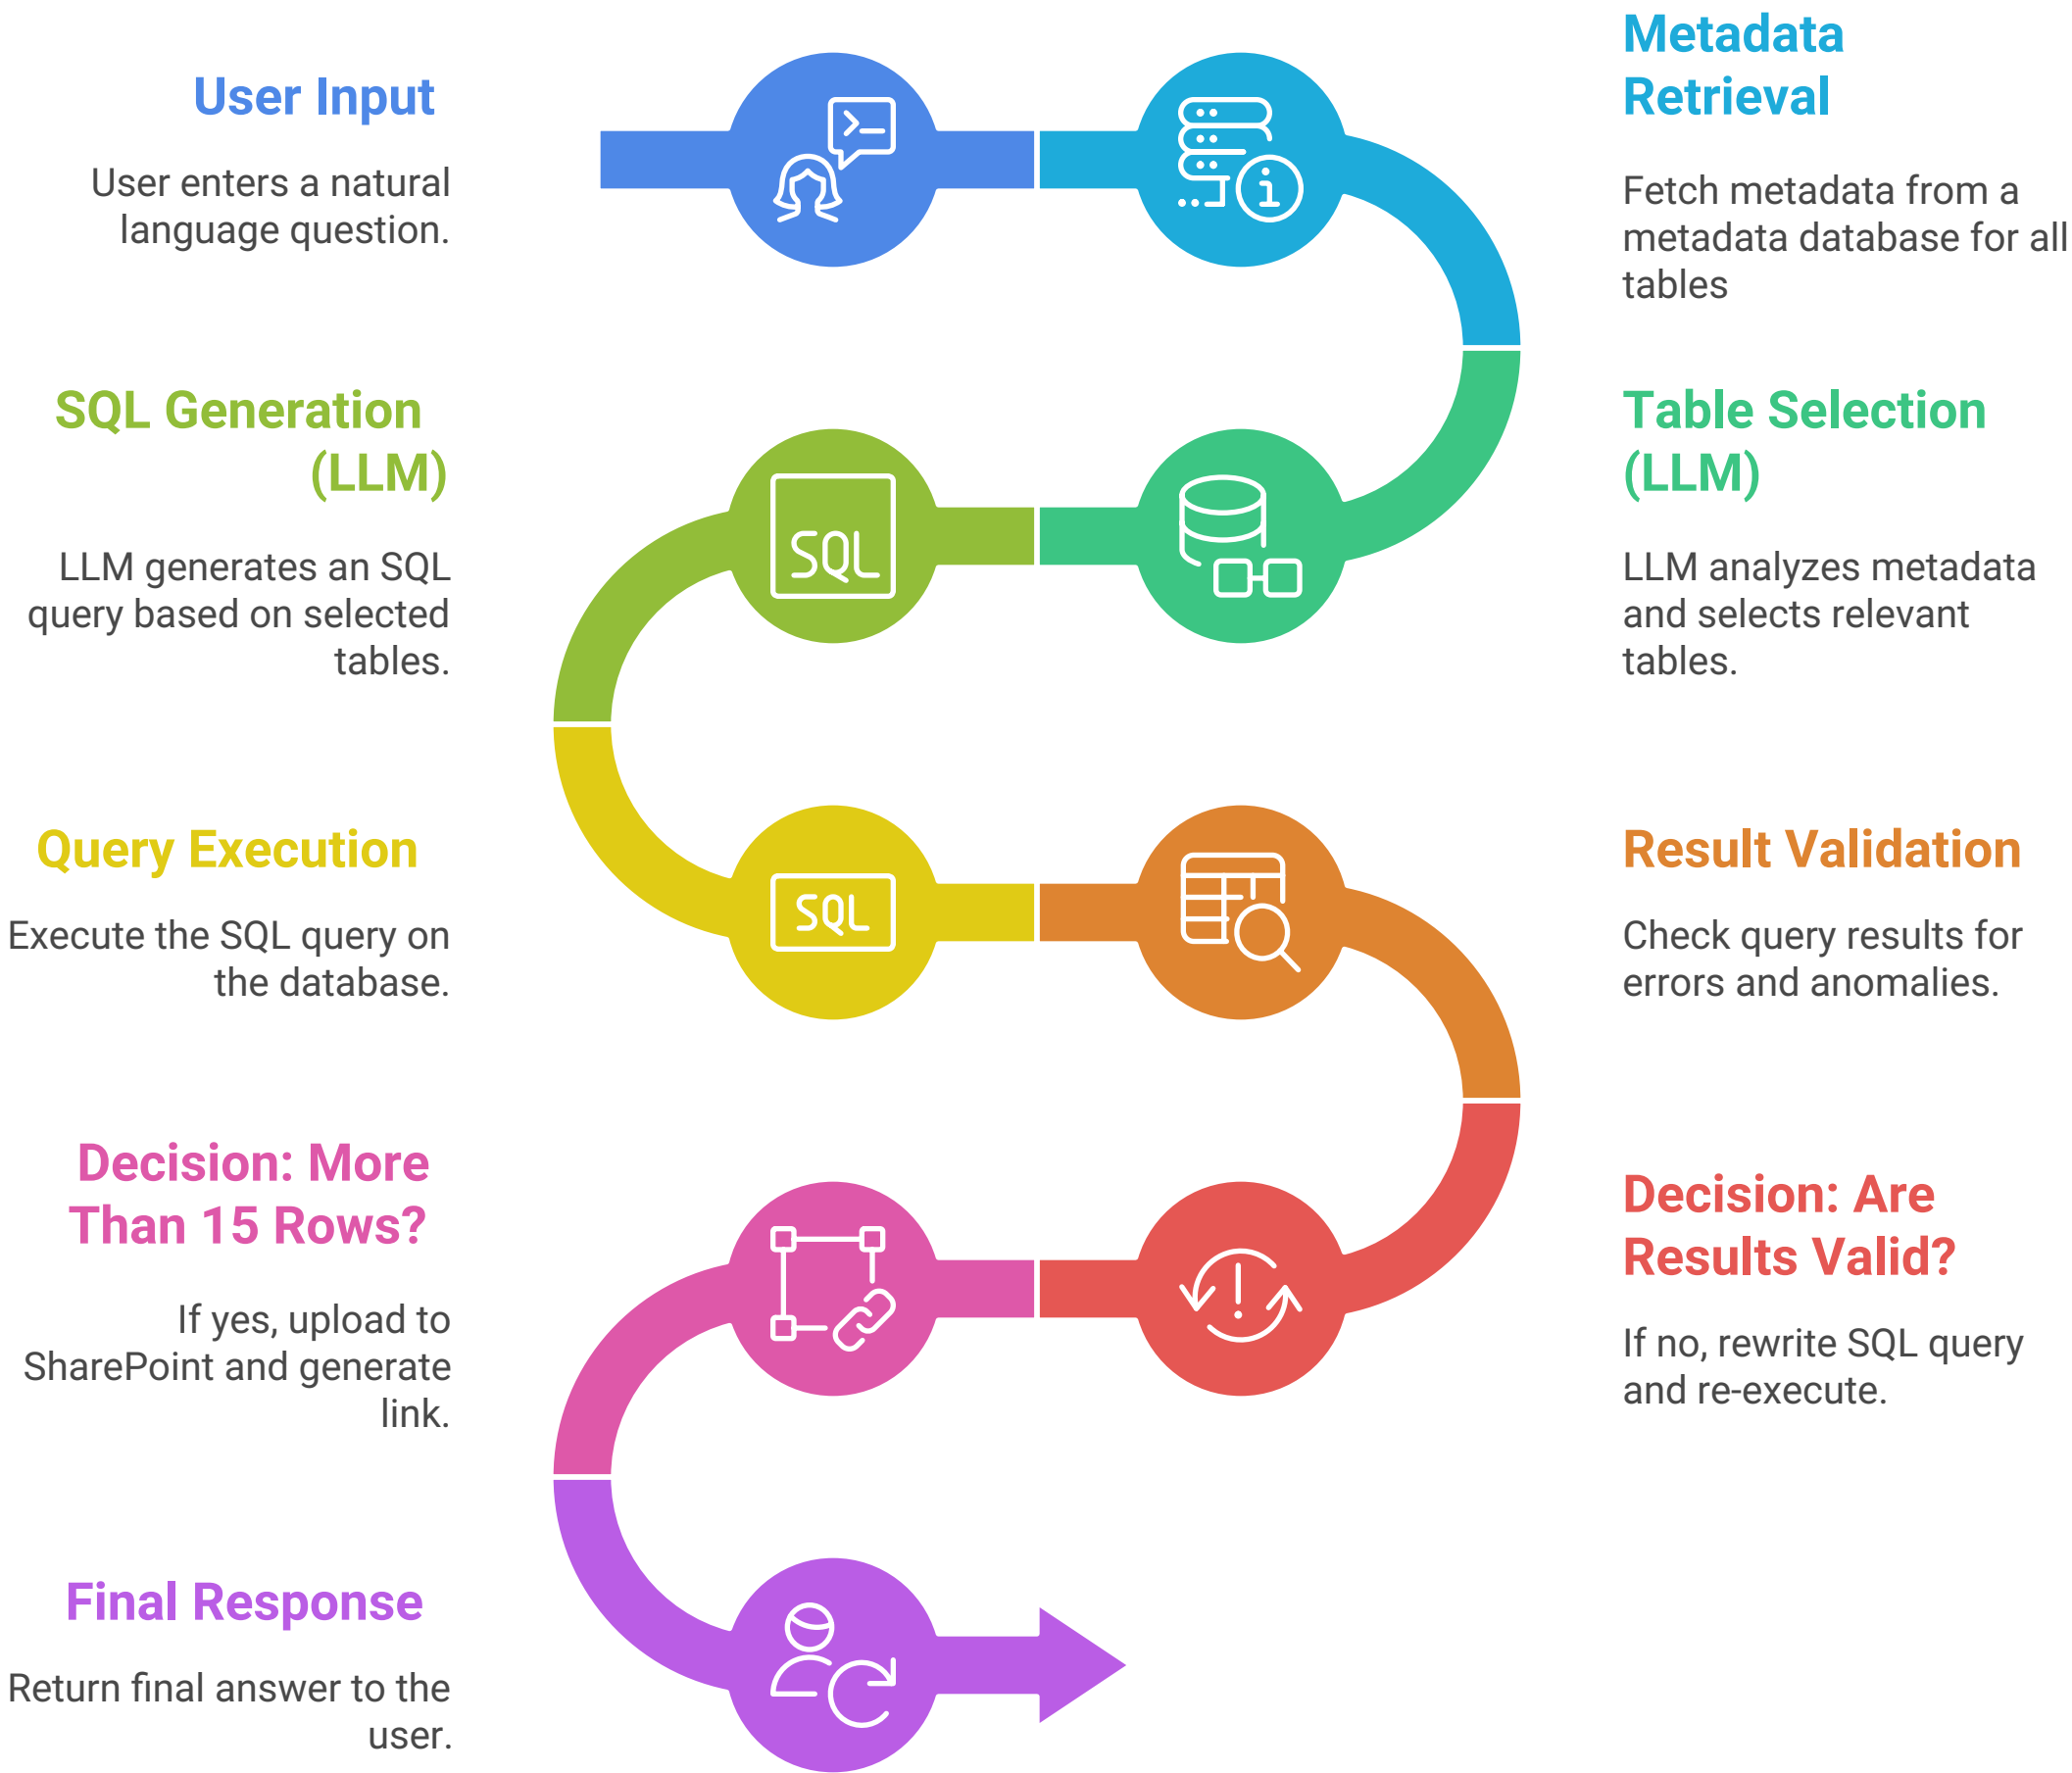 User Input
User enters a natural
language question.
Metadata
Retrieval
Fetch metadata from a
metadata database for all
tables
Table Selection
(LLM)
LLM analyzes metadata
and selects relevant
tables.
SQL Generation
(LLM)
LLM generates an SQL
query based on selected
tables.
SQL
Query Execution
Execute the SQL query on
the database.
SQL
Result Validation
Check query results for
errors and anomalies.
Decision: Are
Results Valid?
If no, rewrite SQL query
and re-execute.
Decision: More
Than 15 Rows?
If yes, upload to
SharePoint and generate
link.
Final Response
Return final answer to the
user.